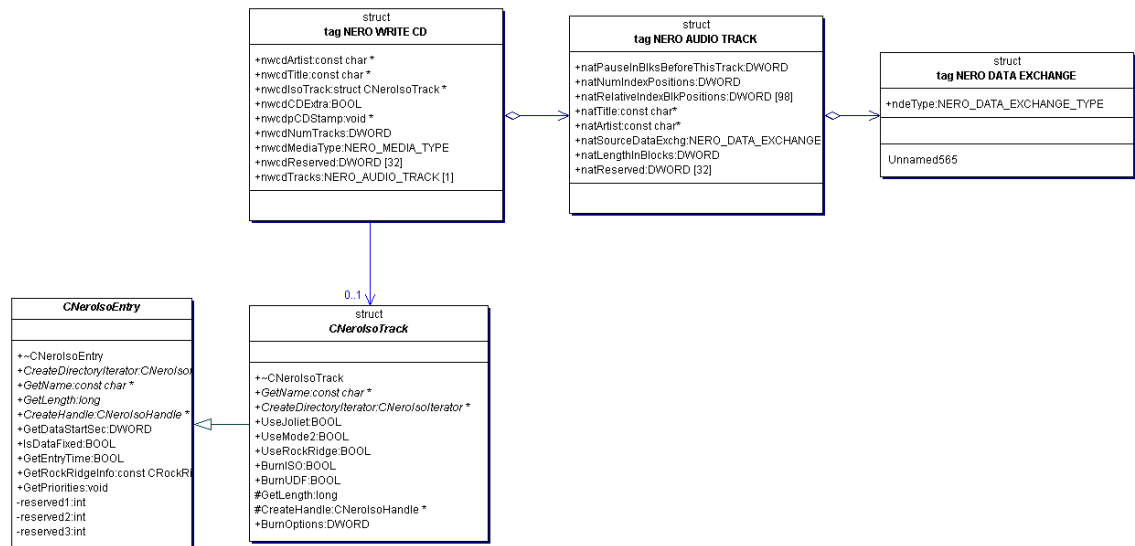 struct
tag NERO WRITE CD
+nwcdArtist:const char *
+nwcdTitle:const char *
+nwcdIsoTrack:struct CNeroIsoTrack *
+nwcdCDExtra:BOOL
+nwcdpCDStamp:void *
+nwcdNumTracks:DWORD
+nwcdMediaType:NERO_MEDIA_TYPE
+nwcdReserved:DWORD [32]
+nwcdTracks:NERO_AUDIO_TRACK [1]
struct
tag NERO AUDIO TRACK
+natPauseInBlksBeforeThisTrack:DWORD
+natNumIndexPositions:DWORD
+natRelativeIndexBlkPositions:DWORD [98]
+natTitle:const char*
+natArtist:const char*
+natSourceDataExchg:NERO_DATA_EXCHANGE
+natLengthInBlocks:DWORD
+natReserved:DWORD [32]
struct
tag NERO DATA EXCHANGE
+ndeType:NERO_DATA_EXCHANGE_TYPE
Unnamed565
0..1
CNeroIsoEntry
+~CNeroIsoEntry
+CreateDirectoryIterator:CNeroIsoI
+GetName:const char *
+GetLength:long
+CreateHandle:CNeroIsoHandle *
+GetDataStartSec:DWORD
+IsDataFixed:BOOL
+GetEntryTime:BOOL
+GetRockRidgeInfo:const CRockRi
+GetPriorities:void
-reserved1:int
-reserved2:int
-reserved3:int
struct
CNeroIsoTrack
+~CNeroIsoTrack
+GetName:const char *
+CreateDirectoryIterator:CNeroIsoIterator *
+UseJoliet:BOOL
+UseMode2:BOOL
+UseRockRidge:BOOL
+BurnISO:BOOL
+BurnUDF:BOOL
#GetLength:long
#CreateHandle:CNeroIsoHandle *
+BurnOptions:DWORD